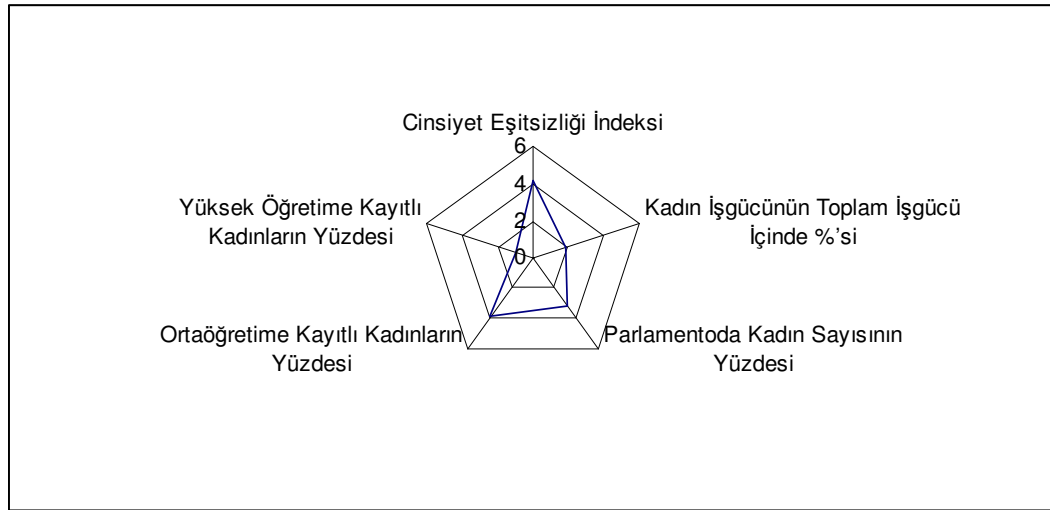 Cinsiyet Eşitsizliği İndeksi
6
4
2
0
Kadın İşgücünün Toplam İşgücü
İçinde %'si
Parlamentoda Kadın Sayısının
Yüzdesi
Ortaöğretime Kayıtlı Kadınların
Yüzdesi
Yüksek Öğretime Kayıtlı
Kadınların Yüzdesi